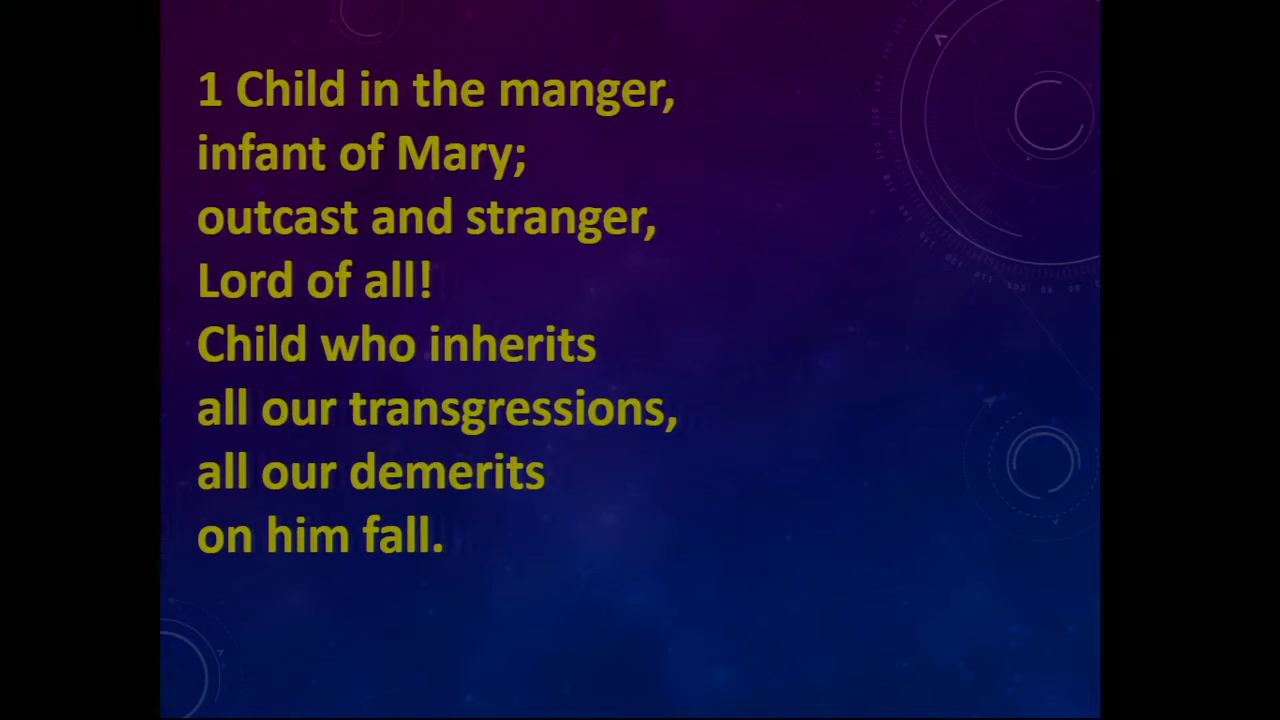 1 Child in the manger,
infant of Mary;
outcast and stranger,
Lord of all!
Child who inherits
all our transgressions,
all our demerits
on him fall.